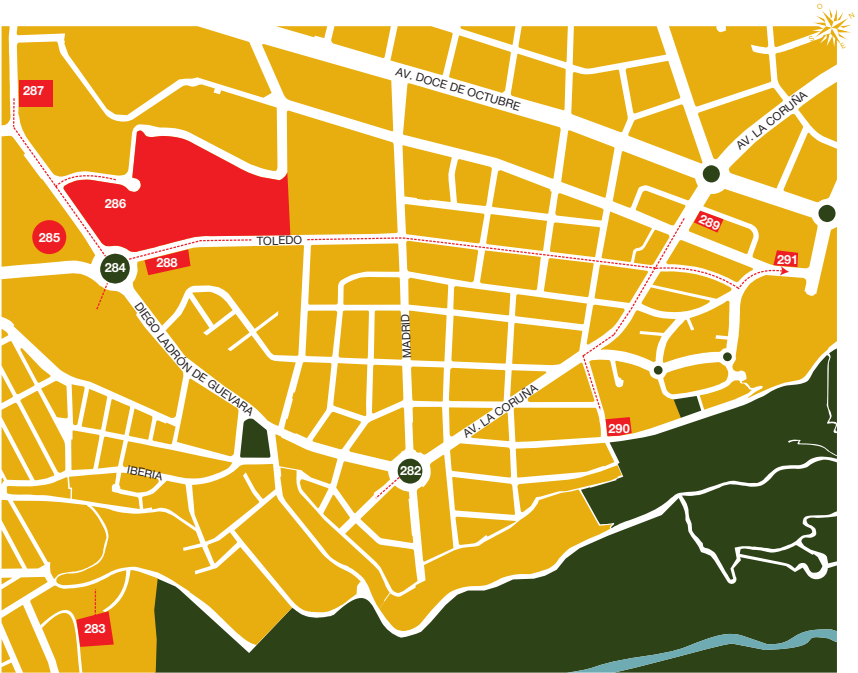 O
N
E
287
AV. DOCE DE OCTUBRE
AV. LA CORUÑA
286
289
285
TOLEDO
288
291
284
MADRID
DIEGO LADRÓN DE GUEVARA
AV. LA CORUÑA
290
IBERIA
282
283